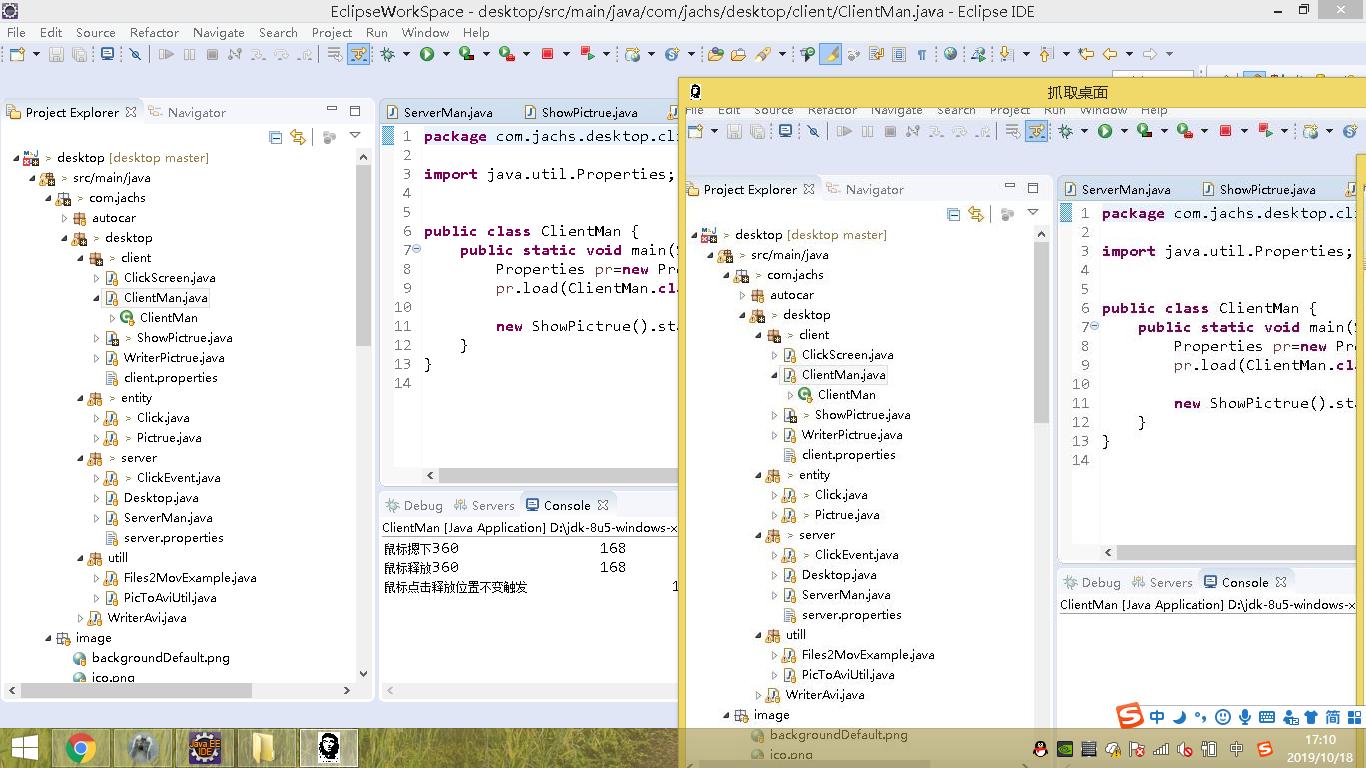 EclipseWorkSpace - desktop/src/main/java/com/jachs/desktop/client/ClientMan.java - Eclipse IDE
File Edit Source Refactor Navigate Search Project Run Window Help
Project Explorer
Navigator
desktop [desktop master]
src/main/java
com.jachs
autocar
desktop
client
ClickScreen.java
ClientMan.java
ClientMan
ShowPictrue.java
WriterPictrue.java
client.properties
entity
Click.java
Pictrue.java
server
ClickEvent.java
Desktop.java
ServerMan.java
server.properties
utill
Files2MovExample.java
PicToAviUtil.java
WriterAvi.java
image
backgroundDefault.png
ico.png
ServerMan.java
ShowPictrue.java
1 package com.jachs.desktop.cli
2
3 import java.util.Properties;
4
5
6 public class ClientMan {
7 public static void main(S
8 Properties pr=new Pro
9 pr.load(ClientMan.cla
10
11 new ShowPictrue().sta
12 }
13 }
14
Debug Servers Console
ClientMan [Java Application] D:\jdk-8u5-windows-x
鼠标摁下360 168
鼠标释放360 168
鼠标点击释放位置不变触发 1
抓取桌面
File Edit Source Refactor Navigate Search Project Run Window Help
Project Explorer
Navigator
desktop [desktop master]
src/main/java
com.jachs
autocar
desktop
client
ClickScreen.java
ClientMan.java
ClientMan
ShowPictrue.java
WriterPictrue.java
client.properties
entity
Click.java
Pictrue.java
server
ClickEvent.java
Desktop.java
ServerMan.java
server.properties
utill
Files2MovExample.java
PicToAviUtil.java
WriterAvi.java
image
backgroundDefault.png
ico.png
ServerMan.java
ShowPictrue.java
1 package com.jachs.desktop.cli
2
3 import java.util.Properties;
4
5
6 public class ClientMan {
7 public static void main(S
8 Properties pr=new Pro
9 pr.load(ClientMan.cla
10
11 new ShowPictrue().sta
12 }
13 }
14
Debug Servers Console
ClientMan [Java Application] D:\jdk-8u5-windows-x
中 简
Java EE
IDE
中
17:10
2019/10/18